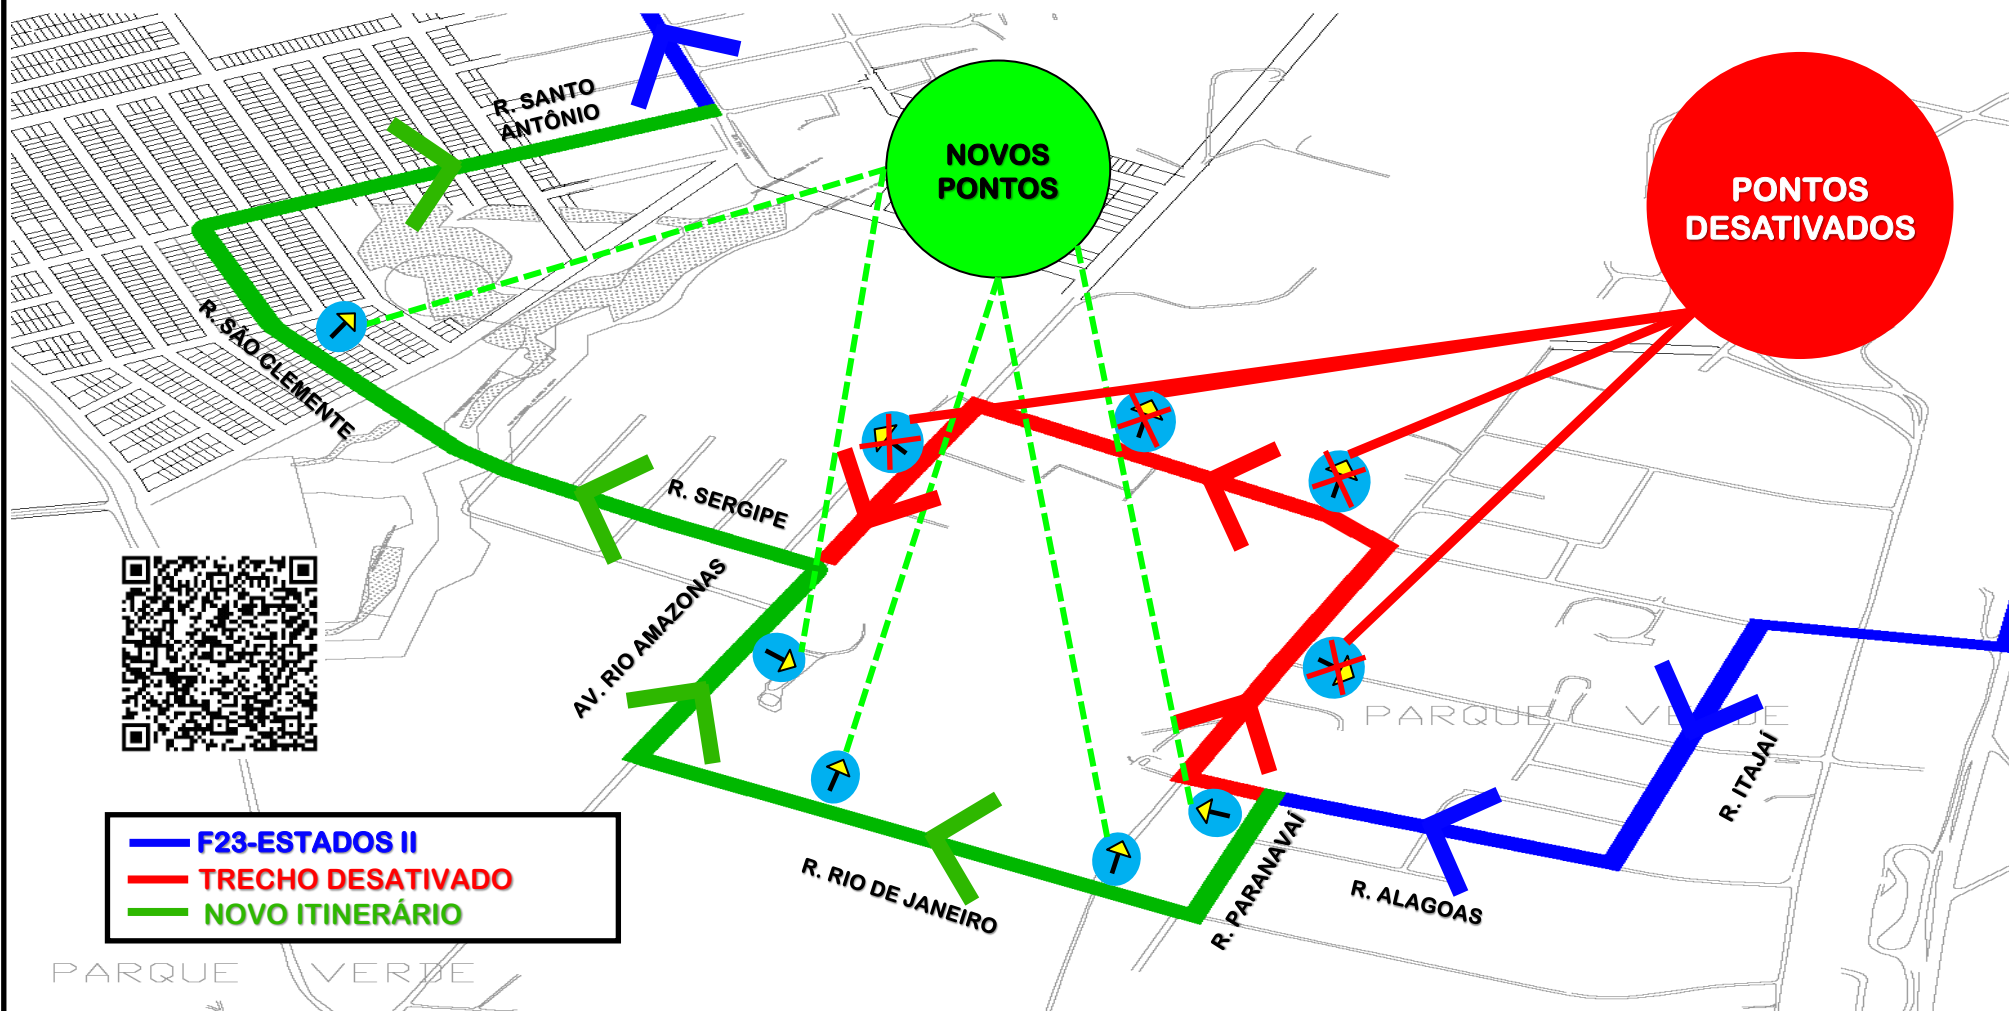 R. SANTO
ANTÔNIO
NOVOS
PONTOS
PONTOS
DESATIVADOS
R. SÃO CLEMENTE
R. SERGIPE
AV. RIO AMAZONAS
PARQUE VERDE
R. ITAJAÍ
R. PARANAVAÍ
R. ALAGOAS
R. RIO DE JANEIRO
F23-ESTADOS II
TRECHO DESATIVADO
NOVO ITINERÁRIO
PARQUE VERDE